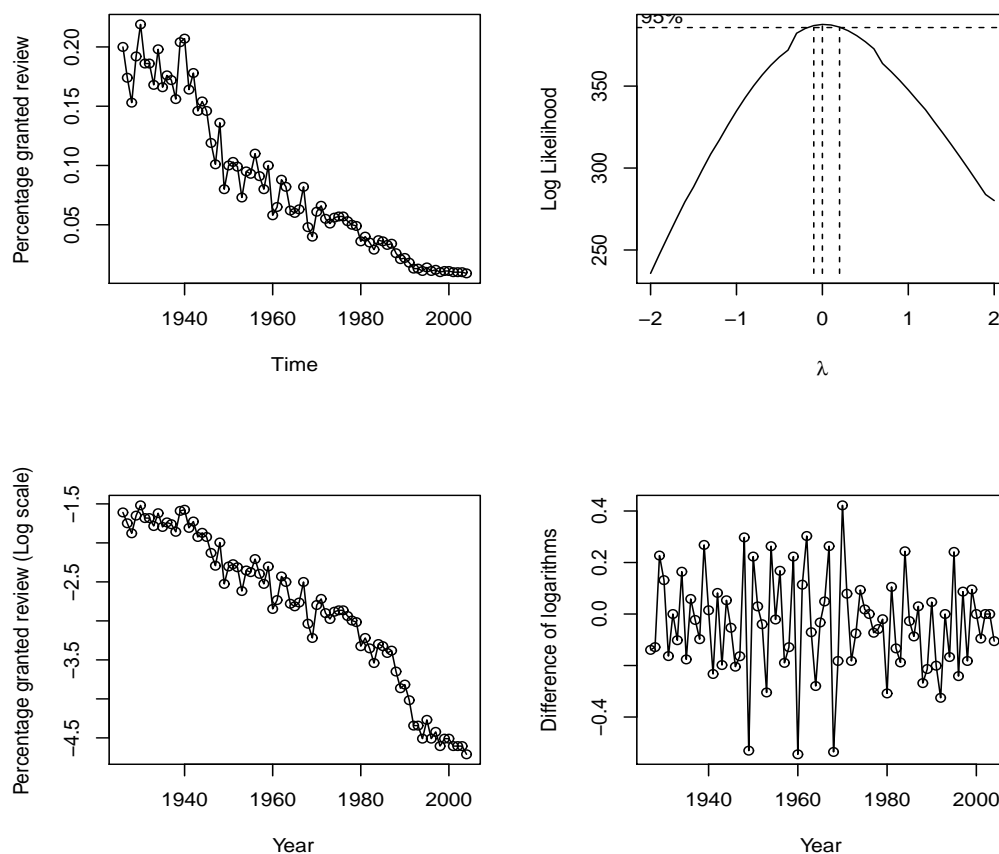 Percentage granted review
0.05 0.10 0.15 0.20
1940 1960 1980 2000
Time
Log Likelihood
250 300 350
95%
−2 −1 0 1 2
λ
Percentage granted review (Log scale)
−4.5 −3.5 −2.5 −1.5
1940 1960 1980 2000
Year
Difference of logarithms
−0.4 0.0 0.2 0.4
1940 1960 1980 2000
Year